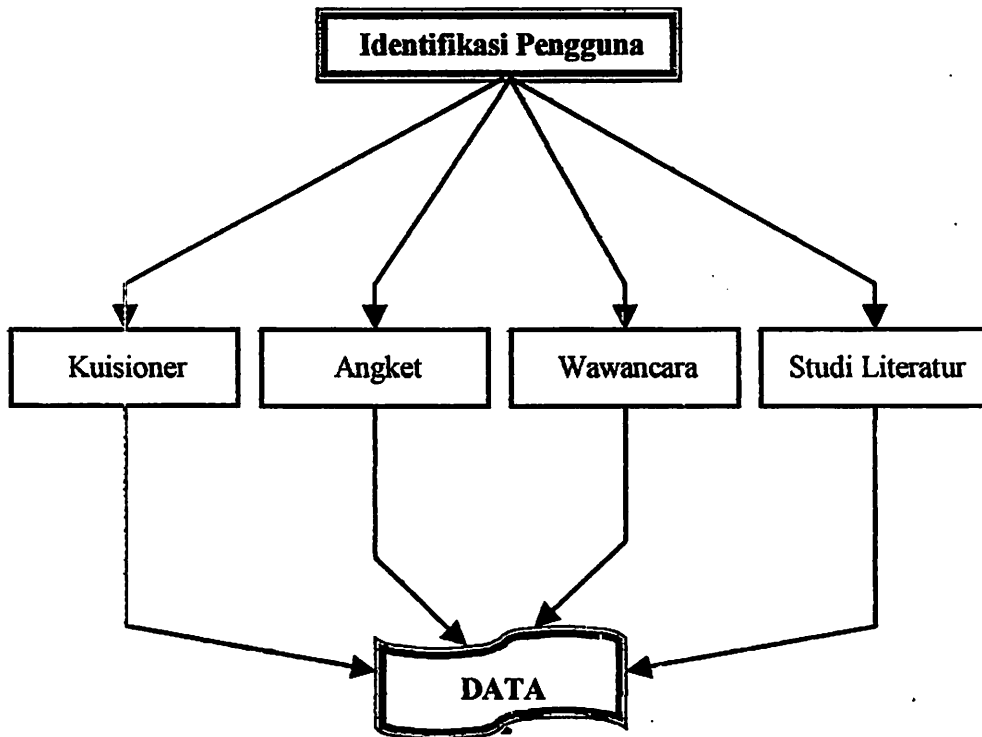 Identifikasi Pengguna
Kuisioner
Angket
Wawancara
Studi Literatur
DATA